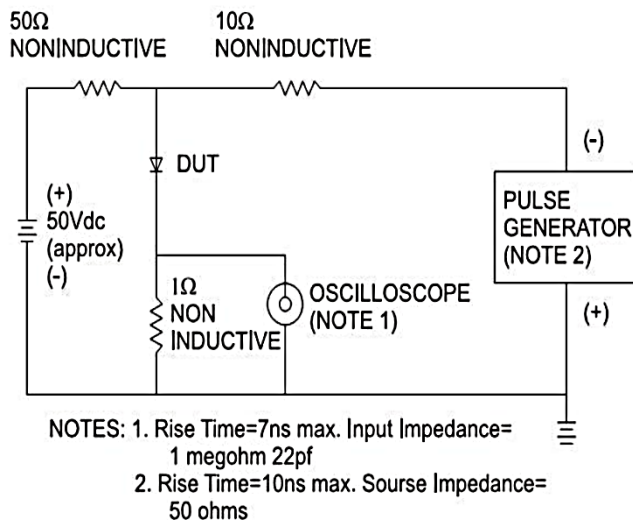 50Ω
NONINDUCTIVE
10Ω
NONINDUCTIVE
DUT
(+)
50Vdc
(approx)
(-)
1Ω
NON
INDUCTIVE
OSCILLOSCOPE
(NOTE 1)
(-)
PULSE
GENERATOR
(NOTE 2)
(+)
NOTES: 1. Rise Time=7ns max. Input Impedance=
1 megohm 22pf
2. Rise Time=10ns max. Sourse Impedance=
50 ohms